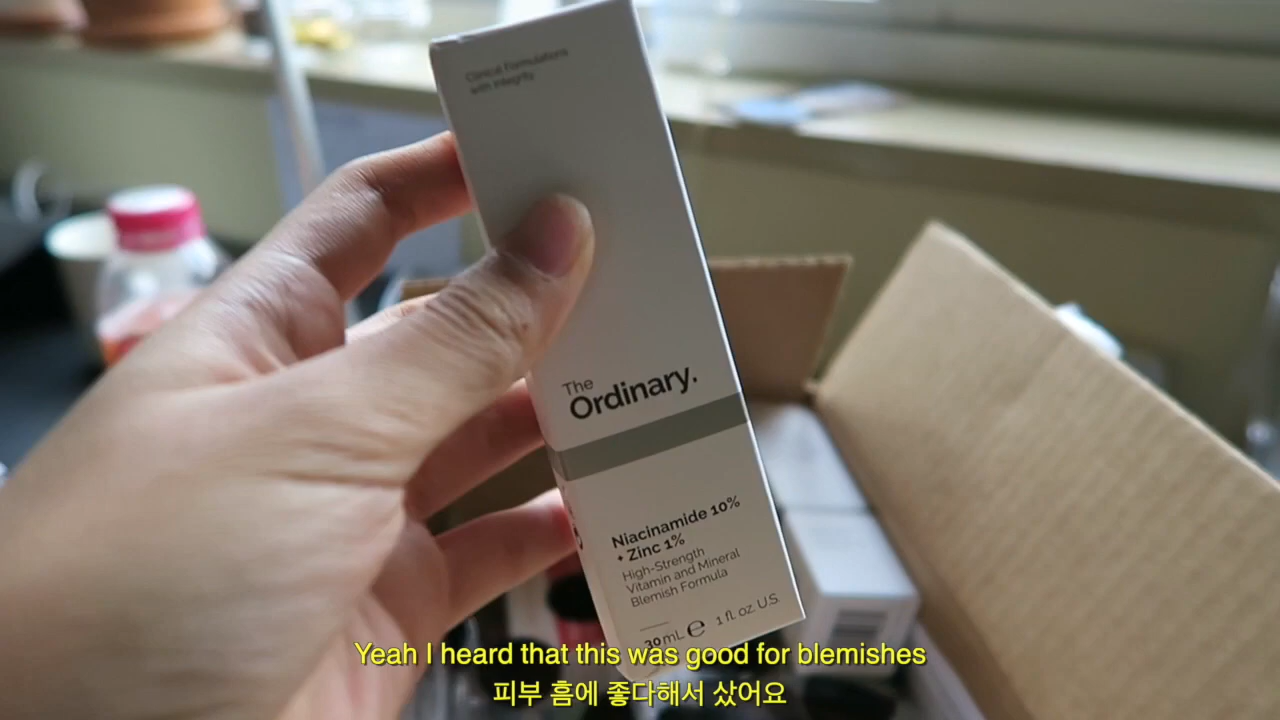 Clinical Formulations
with Integrity.
The
Ordinary.
Niacinamide 10%
+ Zinc 1%
High-Strength
Vitamin and Mineral
Blemish Formula
30 mL ℮ 1 fl. oz. U.S.
Yeah I heard that this was good for blemishes
피부 흠에 좋다해서 샀어요